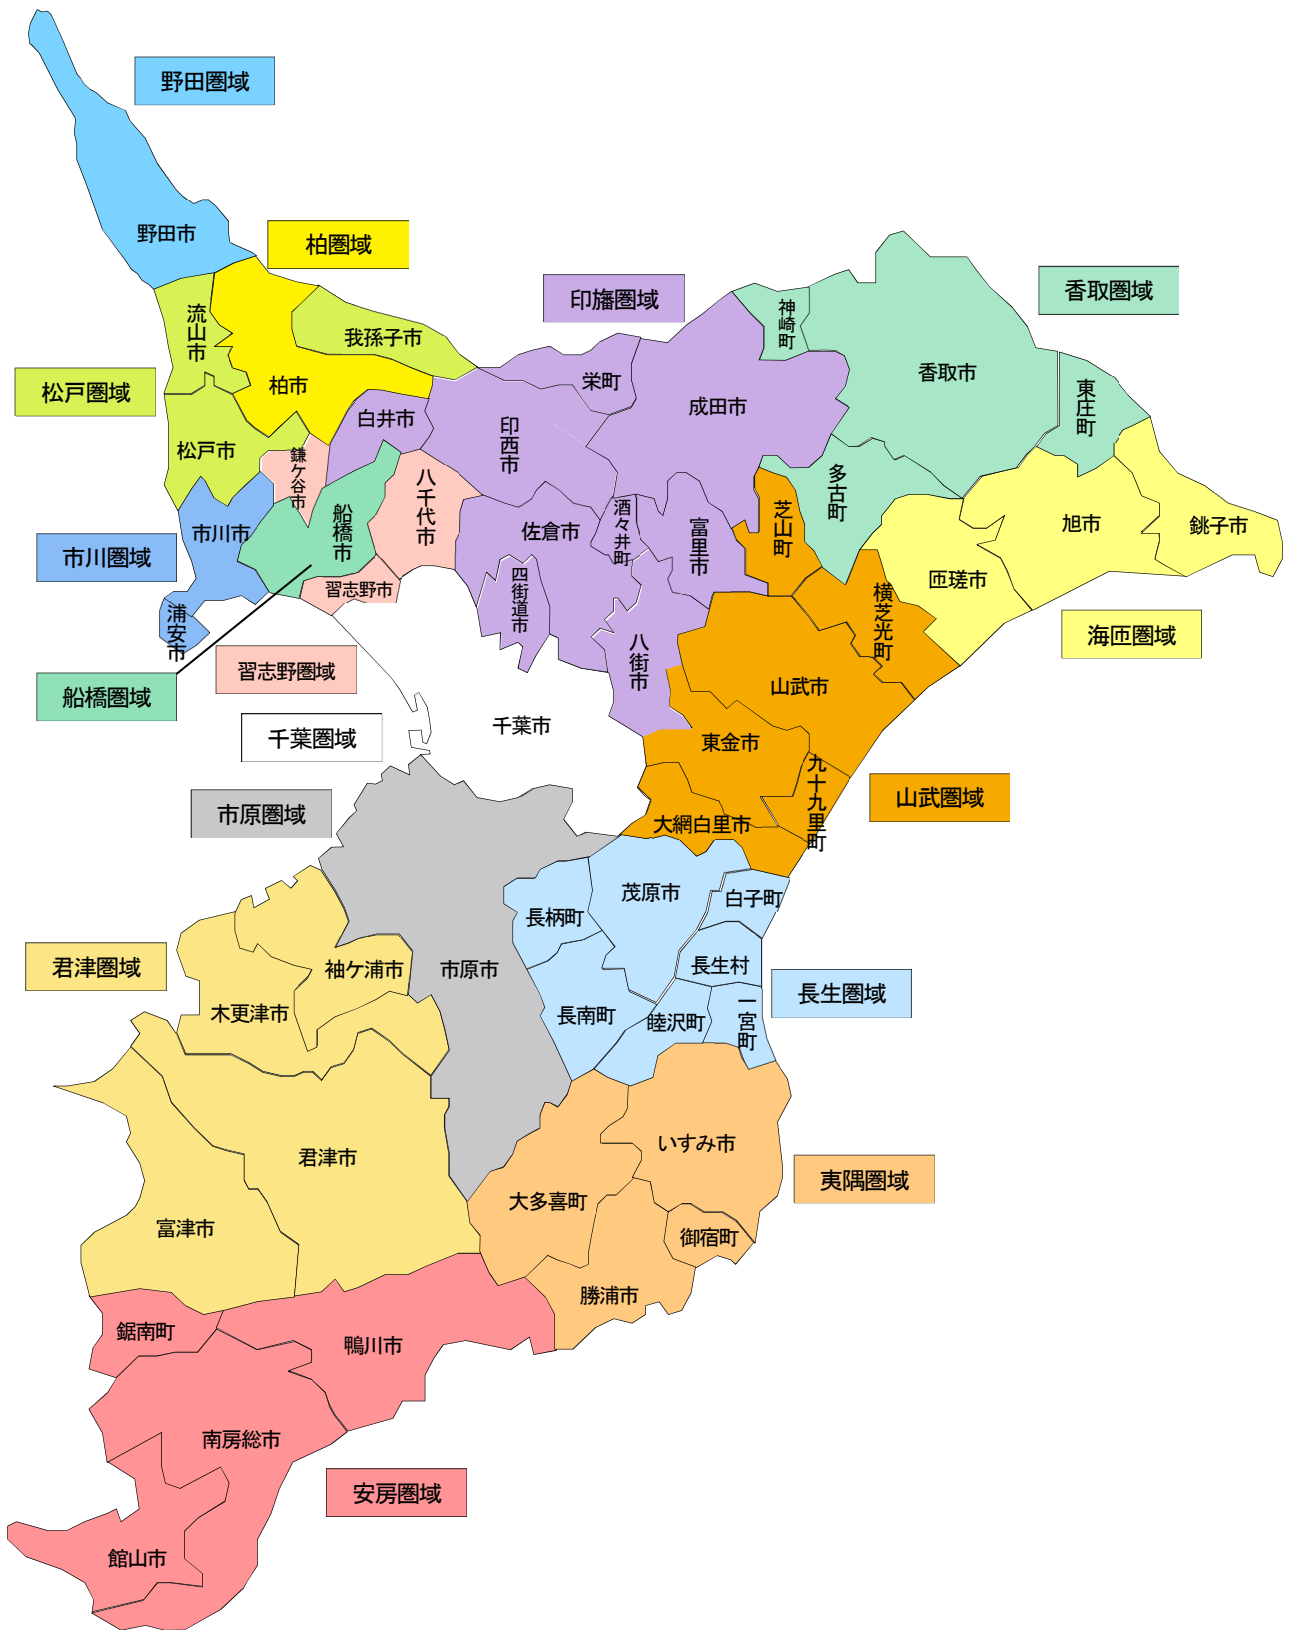 野田圏域
野田市
柏圏域
印旛圏域
香取圏域
流山市
我孫子市
神崎町
松戸圏域
柏市
栄町
成田市
香取市
東庄町
白井市
印西市
松戸市
鎌ケ谷市
船橋市
八千代市
佐倉市
酒々井町
富里市
芝山町
多古町
旭市
銚子市
市川圏域
市川市
浦安市
習志野市
四街道市
横芝光町
匝瑳市
海匝圏域
習志野圏域
八街市
山武市
船橋圏域
千葉圏域
千葉市
東金市
九十九里町
山武圏域
市原圏域
大網白里市
茂原市
白子町
長柄町
君津圏域
袖ケ浦市
市原市
長生村
長生圏域
木更津市
長南町
睦沢町
一宮町
君津市
いすみ市
夷隅圏域
富津市
大多喜町
御宿町
勝浦市
鋸南町
鴨川市
南房総市
安房圏域
館山市